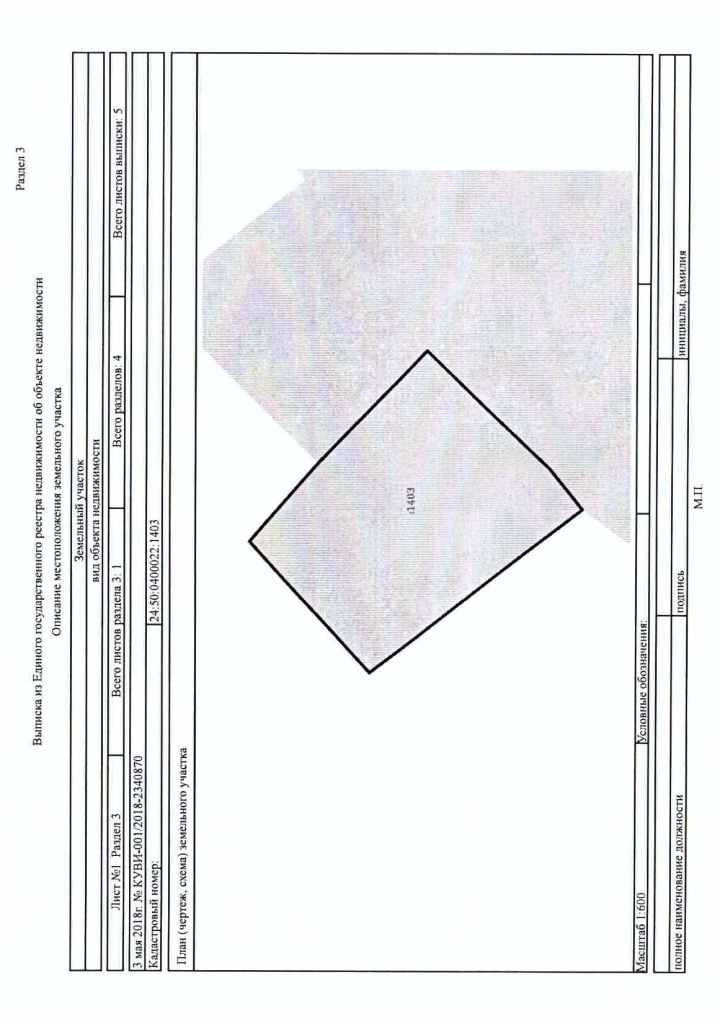 Раздел 3
Выписка из Единого государственного реестра недвижимости об объекте недвижимости
Описание местоположения земельного участка
Земельный участок
вид объекта недвижимости
Лист №1 Раздел 3
Всего листов раздела 3: 1
Всего разделов: 4
Всего листов выписки: 5
3 мая 2018г. № КУВИ-001/2018-2340870
Кадастровый номер:
24:50:0400022:1403
План (чертеж, схема) земельного участка
:1403
Масштаб 1:600
Условные обозначения:
полное наименование должности
подпись
инициалы, фамилия
М.П.